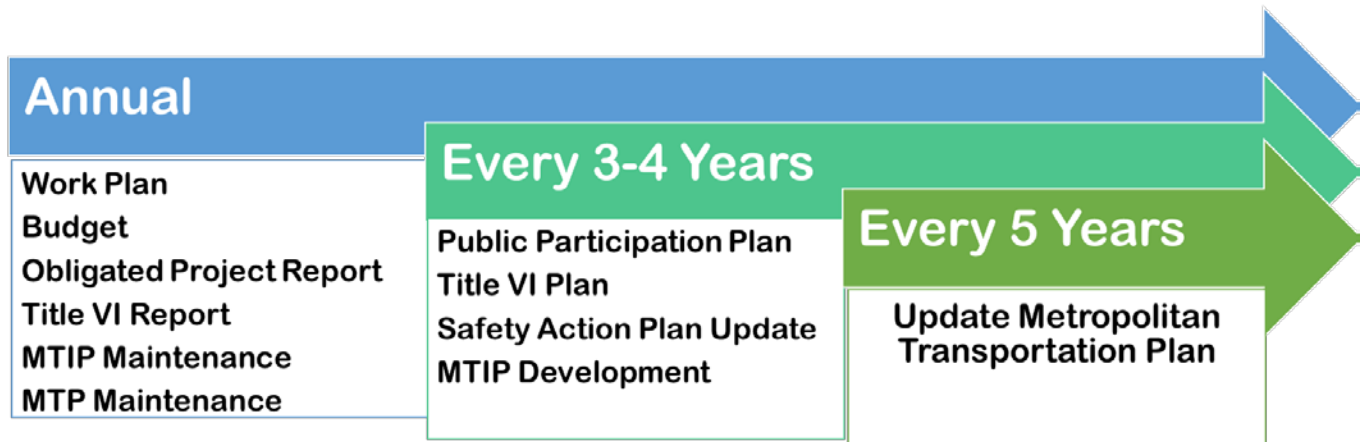 Annual
Work Plan
Budget
Obligated Project Report
Title VI Report
MTIP Maintenance
MTP Maintenance
Every 3-4 Years
Public Participation Plan
Title VI Plan
Safety Action Plan Update
MTIP Development
Every 5 Years
Update Metropolitan
Transportation Plan